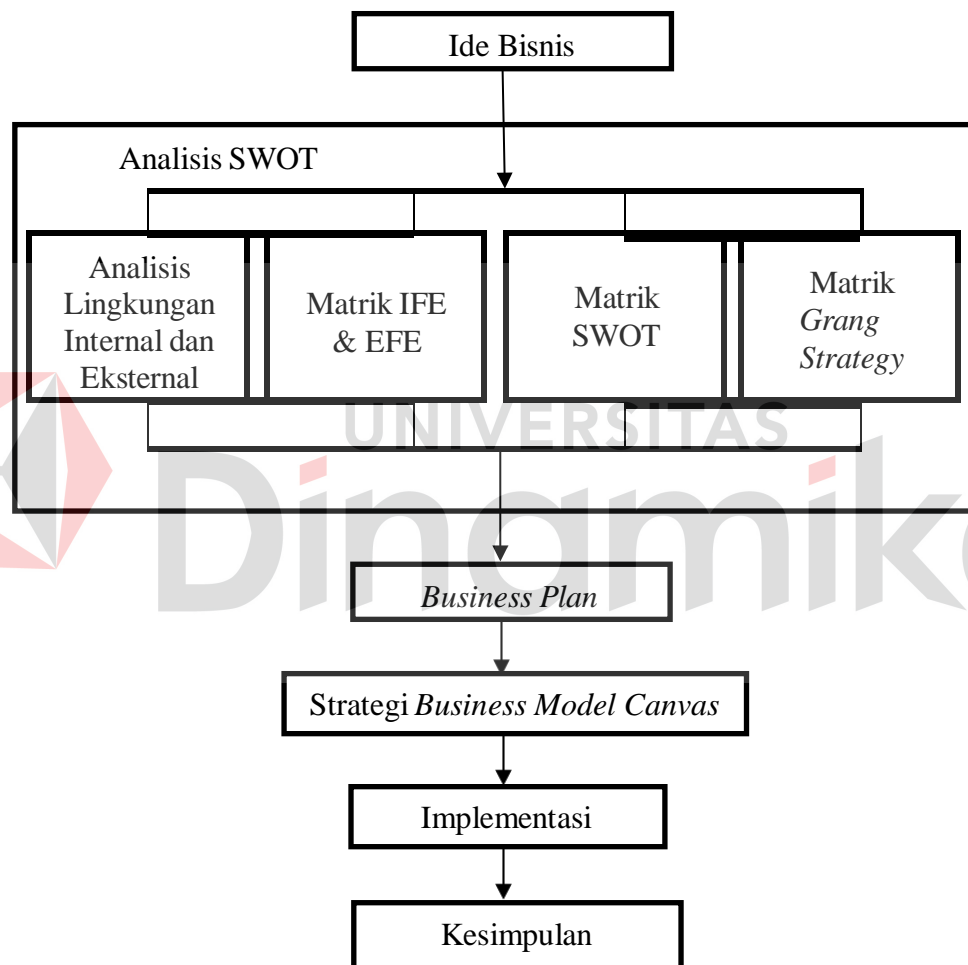 Ide Bisnis
Analisis SWOT
Analisis
Lingkungan
Internal dan
Eksternal
Matrik IFE
& EFE
Matrik
SWOT
Matrik
Grang
Strategy
UNIVERSITAS
Dinamika
Business Plan
Strategi Business Model Canvas
Implementasi
Kesimpulan